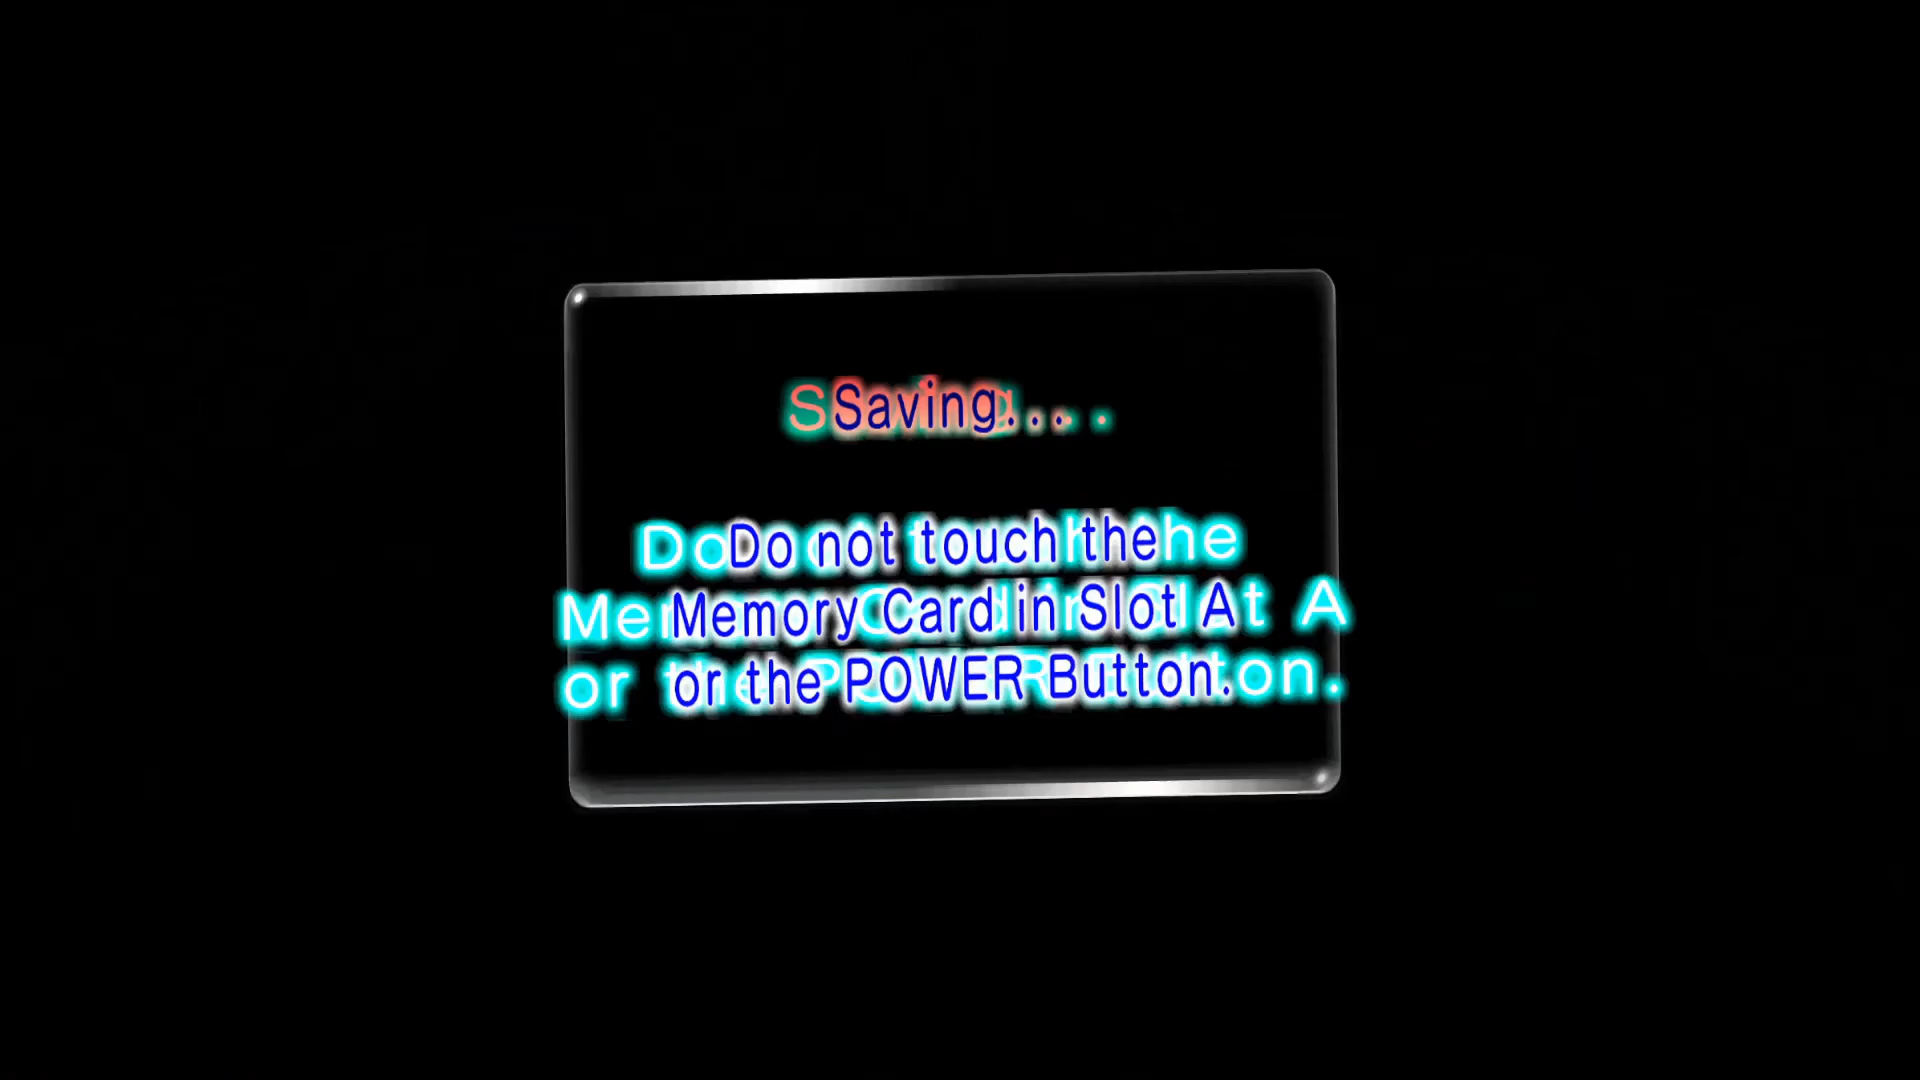 Saving...
Do not touch the
Memory Card in Slot A
or the POWER Button.